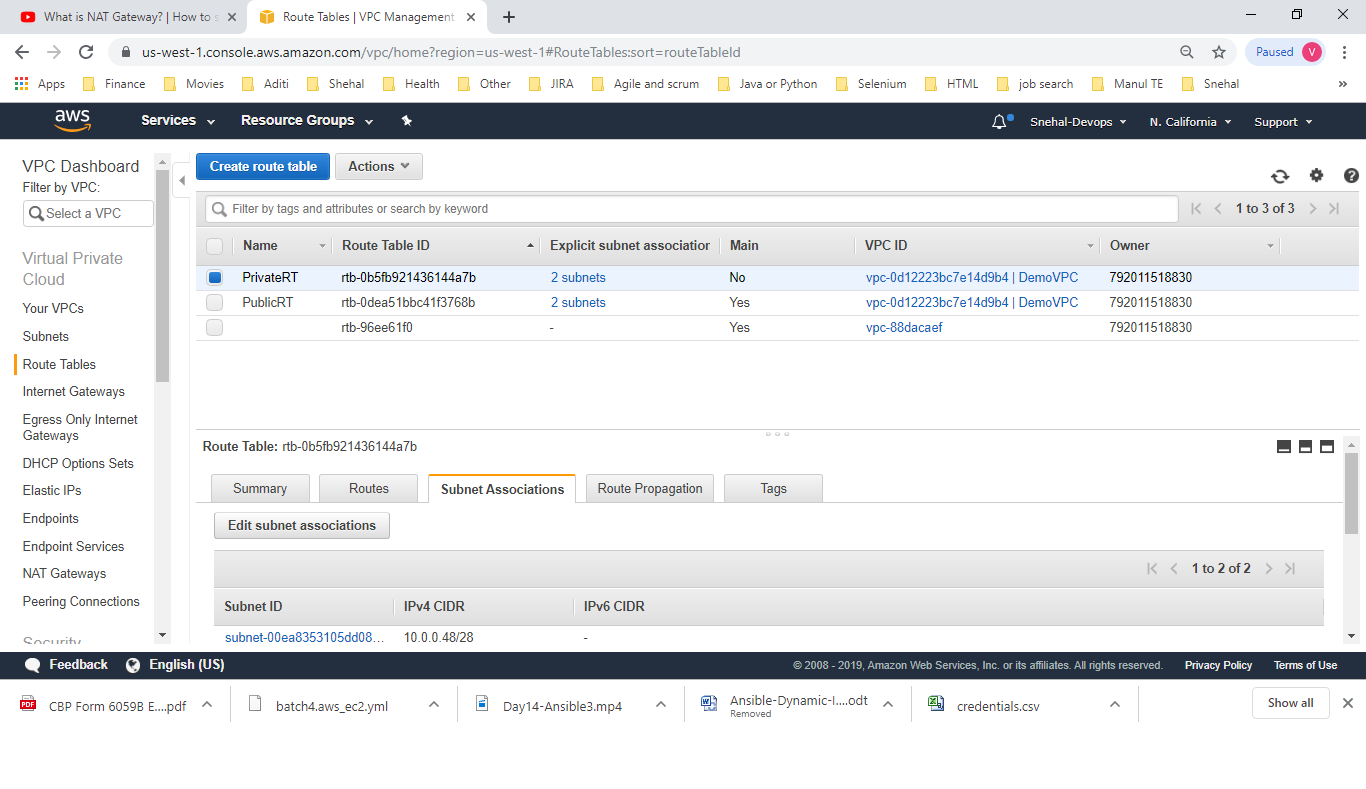 What is NAT Gateway? | How to s
Route Tables | VPC Management
us-west-1.console.aws.amazon.com/vpc/home?region=us-west-1#RouteTables:sort=routeTableId
Paused V
Apps Finance Movies Aditi Shehal Health Other JIRA Agile and scrum Java or Python Selenium HTML job search Manul TE Snehal »
aws Services Resource Groups Snehal-Devops N. California Support
VPC Dashboard
Filter by VPC:
Select a VPC
Virtual Private
Cloud
Your VPCs
Subnets
Route Tables
Internet Gateways
Egress Only Internet
Gateways
DHCP Options Sets
Elastic IPs
Endpoints
Endpoint Services
NAT Gateways
Peering Connections
Security
Create route table Actions
Filter by tags and attributes or search by keyword
1 to 3 of 3
Name Route Table ID Explicit subnet association Main VPC ID Owner
PrivateRT rtb-0b5fb921436144a7b 2 subnets No vpc-0d12223bc7e14d9b4 | DemoVPC 792011518830
PublicRT rtb-0dea51bbc41f3768b 2 subnets Yes vpc-0d12223bc7e14d9b4 | DemoVPC 792011518830
rtb-96ee61f0 - Yes vpc-88dacaef 792011518830
Route Table: rtb-0b5fb921436144a7b
Summary Routes Subnet Associations Route Propagation Tags
Edit subnet associations
1 to 2 of 2
Subnet ID IPv4 CIDR IPv6 CIDR
subnet-00ea8353105dd08... 10.0.0.48/28 -
Feedback English (US) © 2008 - 2019, Amazon Web Services, Inc. or its affiliates. All rights reserved. Privacy Policy Terms of Use
CBP Form 6059B E....pdf
batch4.aws_ec2.yml
Day14-Ansible3.mp4
Ansible-Dynamic-I....odt
Removed
credentials.csv
Show all